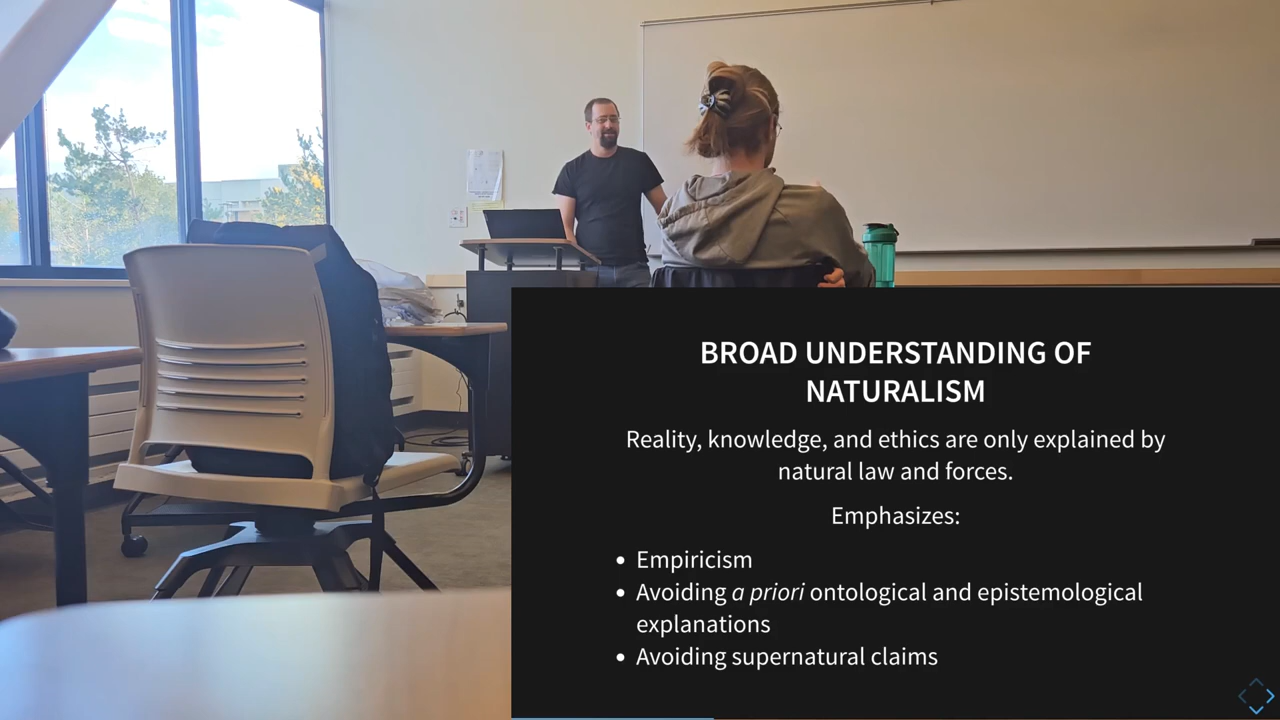 BROAD UNDERSTANDING OF
NATURALISM
Reality, knowledge, and ethics are only explained by
natural law and forces.
Emphasizes:
Empiricism
Avoiding a priori ontological and epistemological
explanations
Avoiding supernatural claims